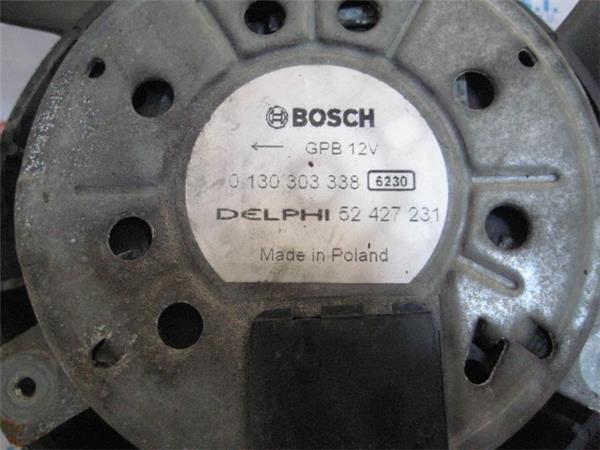 BOSCH
← GPB 12V
0 130 303 338 6230
DELPHI 52 427 231
Made in Poland